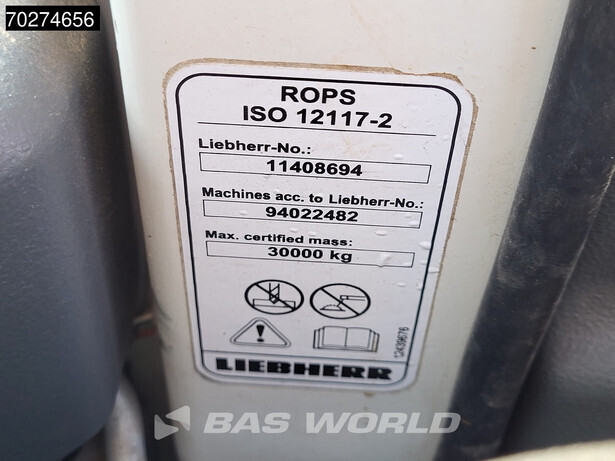 70274656
ROPS
ISO 12117-2
Liebherr-No.:
11408694
Machines acc. to Liebherr-No.:
94022482
Max. certified mass:
30000 kg
12439676
LIEBHERR
BAS WORLD